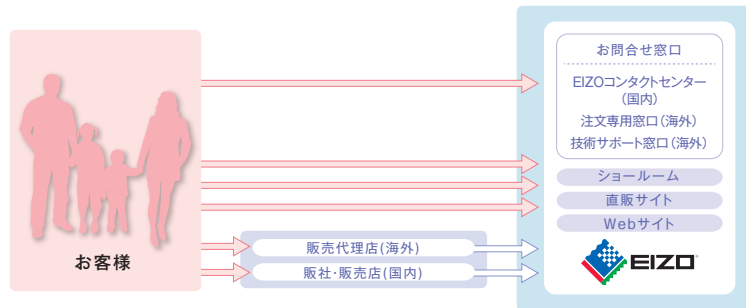 お問合せ窓口
EIZOコンタクトセンター
(国内)
注文専用窓口(海外)
技術サポート窓口(海外)
ショールーム
直販サイト
Webサイト
お客様
販売代理店(海外)
販社・販売店(国内)
EIZO